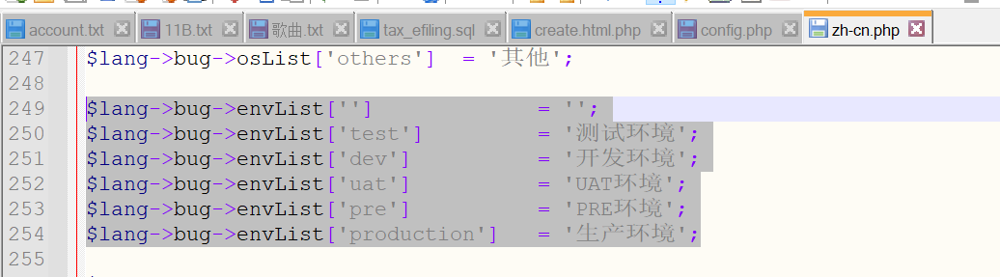 account.txt 11B.txt 歌曲.txt tax_efiling.sql create.html.php config.php zh-cn.php
247 $lang->bug->osList['others'] = '其他';
248
249 $lang->bug->envList[''] = '';
250 $lang->bug->envList['test'] = '测试环境';
251 $lang->bug->envList['dev'] = '开发环境';
252 $lang->bug->envList['uat'] = 'UAT环境';
253 $lang->bug->envList['pre'] = 'PRE环境';
254 $lang->bug->envList['production'] = '生产环境';
255